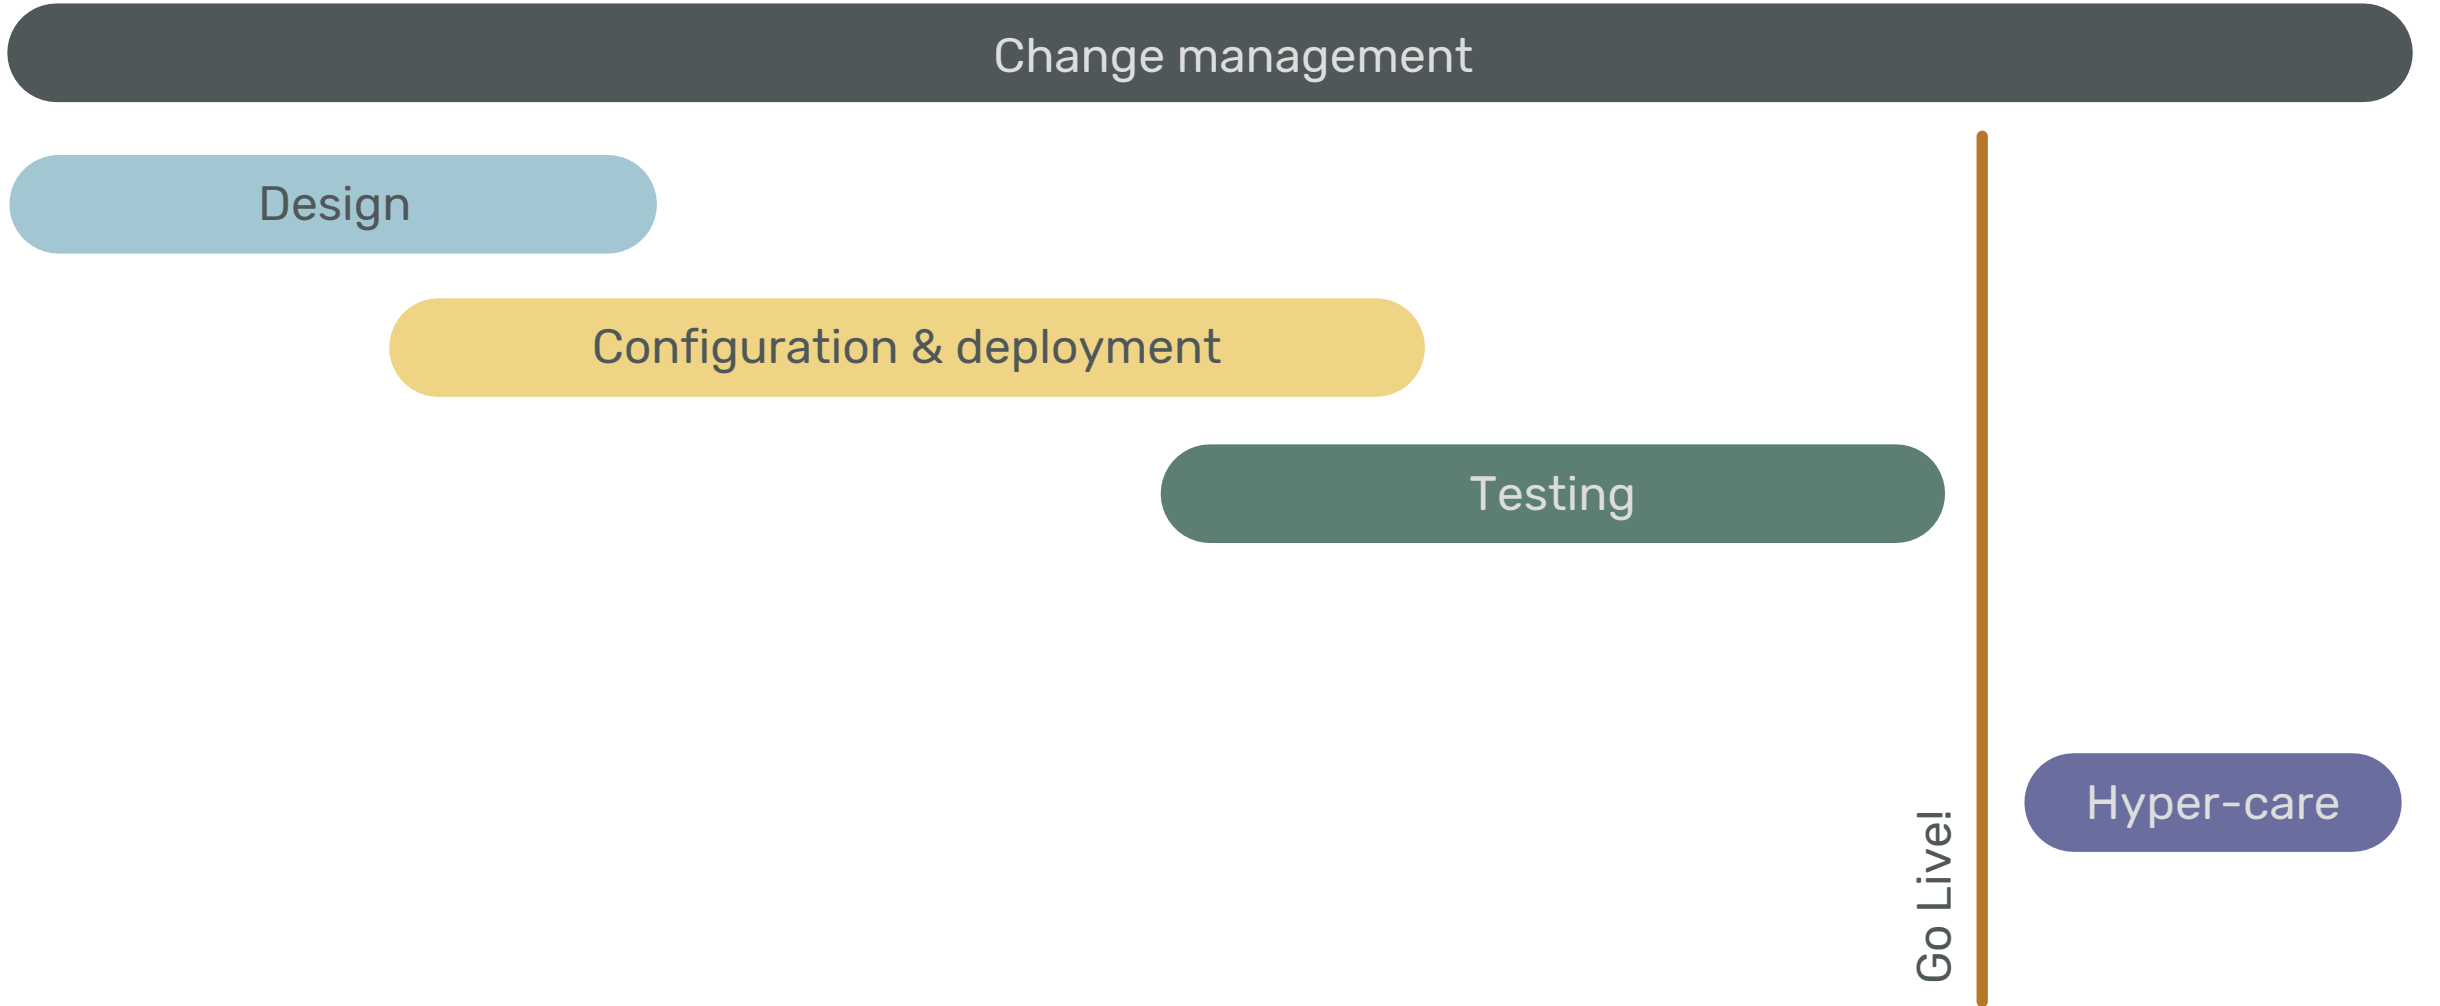 Change management
Design
Configuration & deployment
Testing
Hyper-care
Go Live!